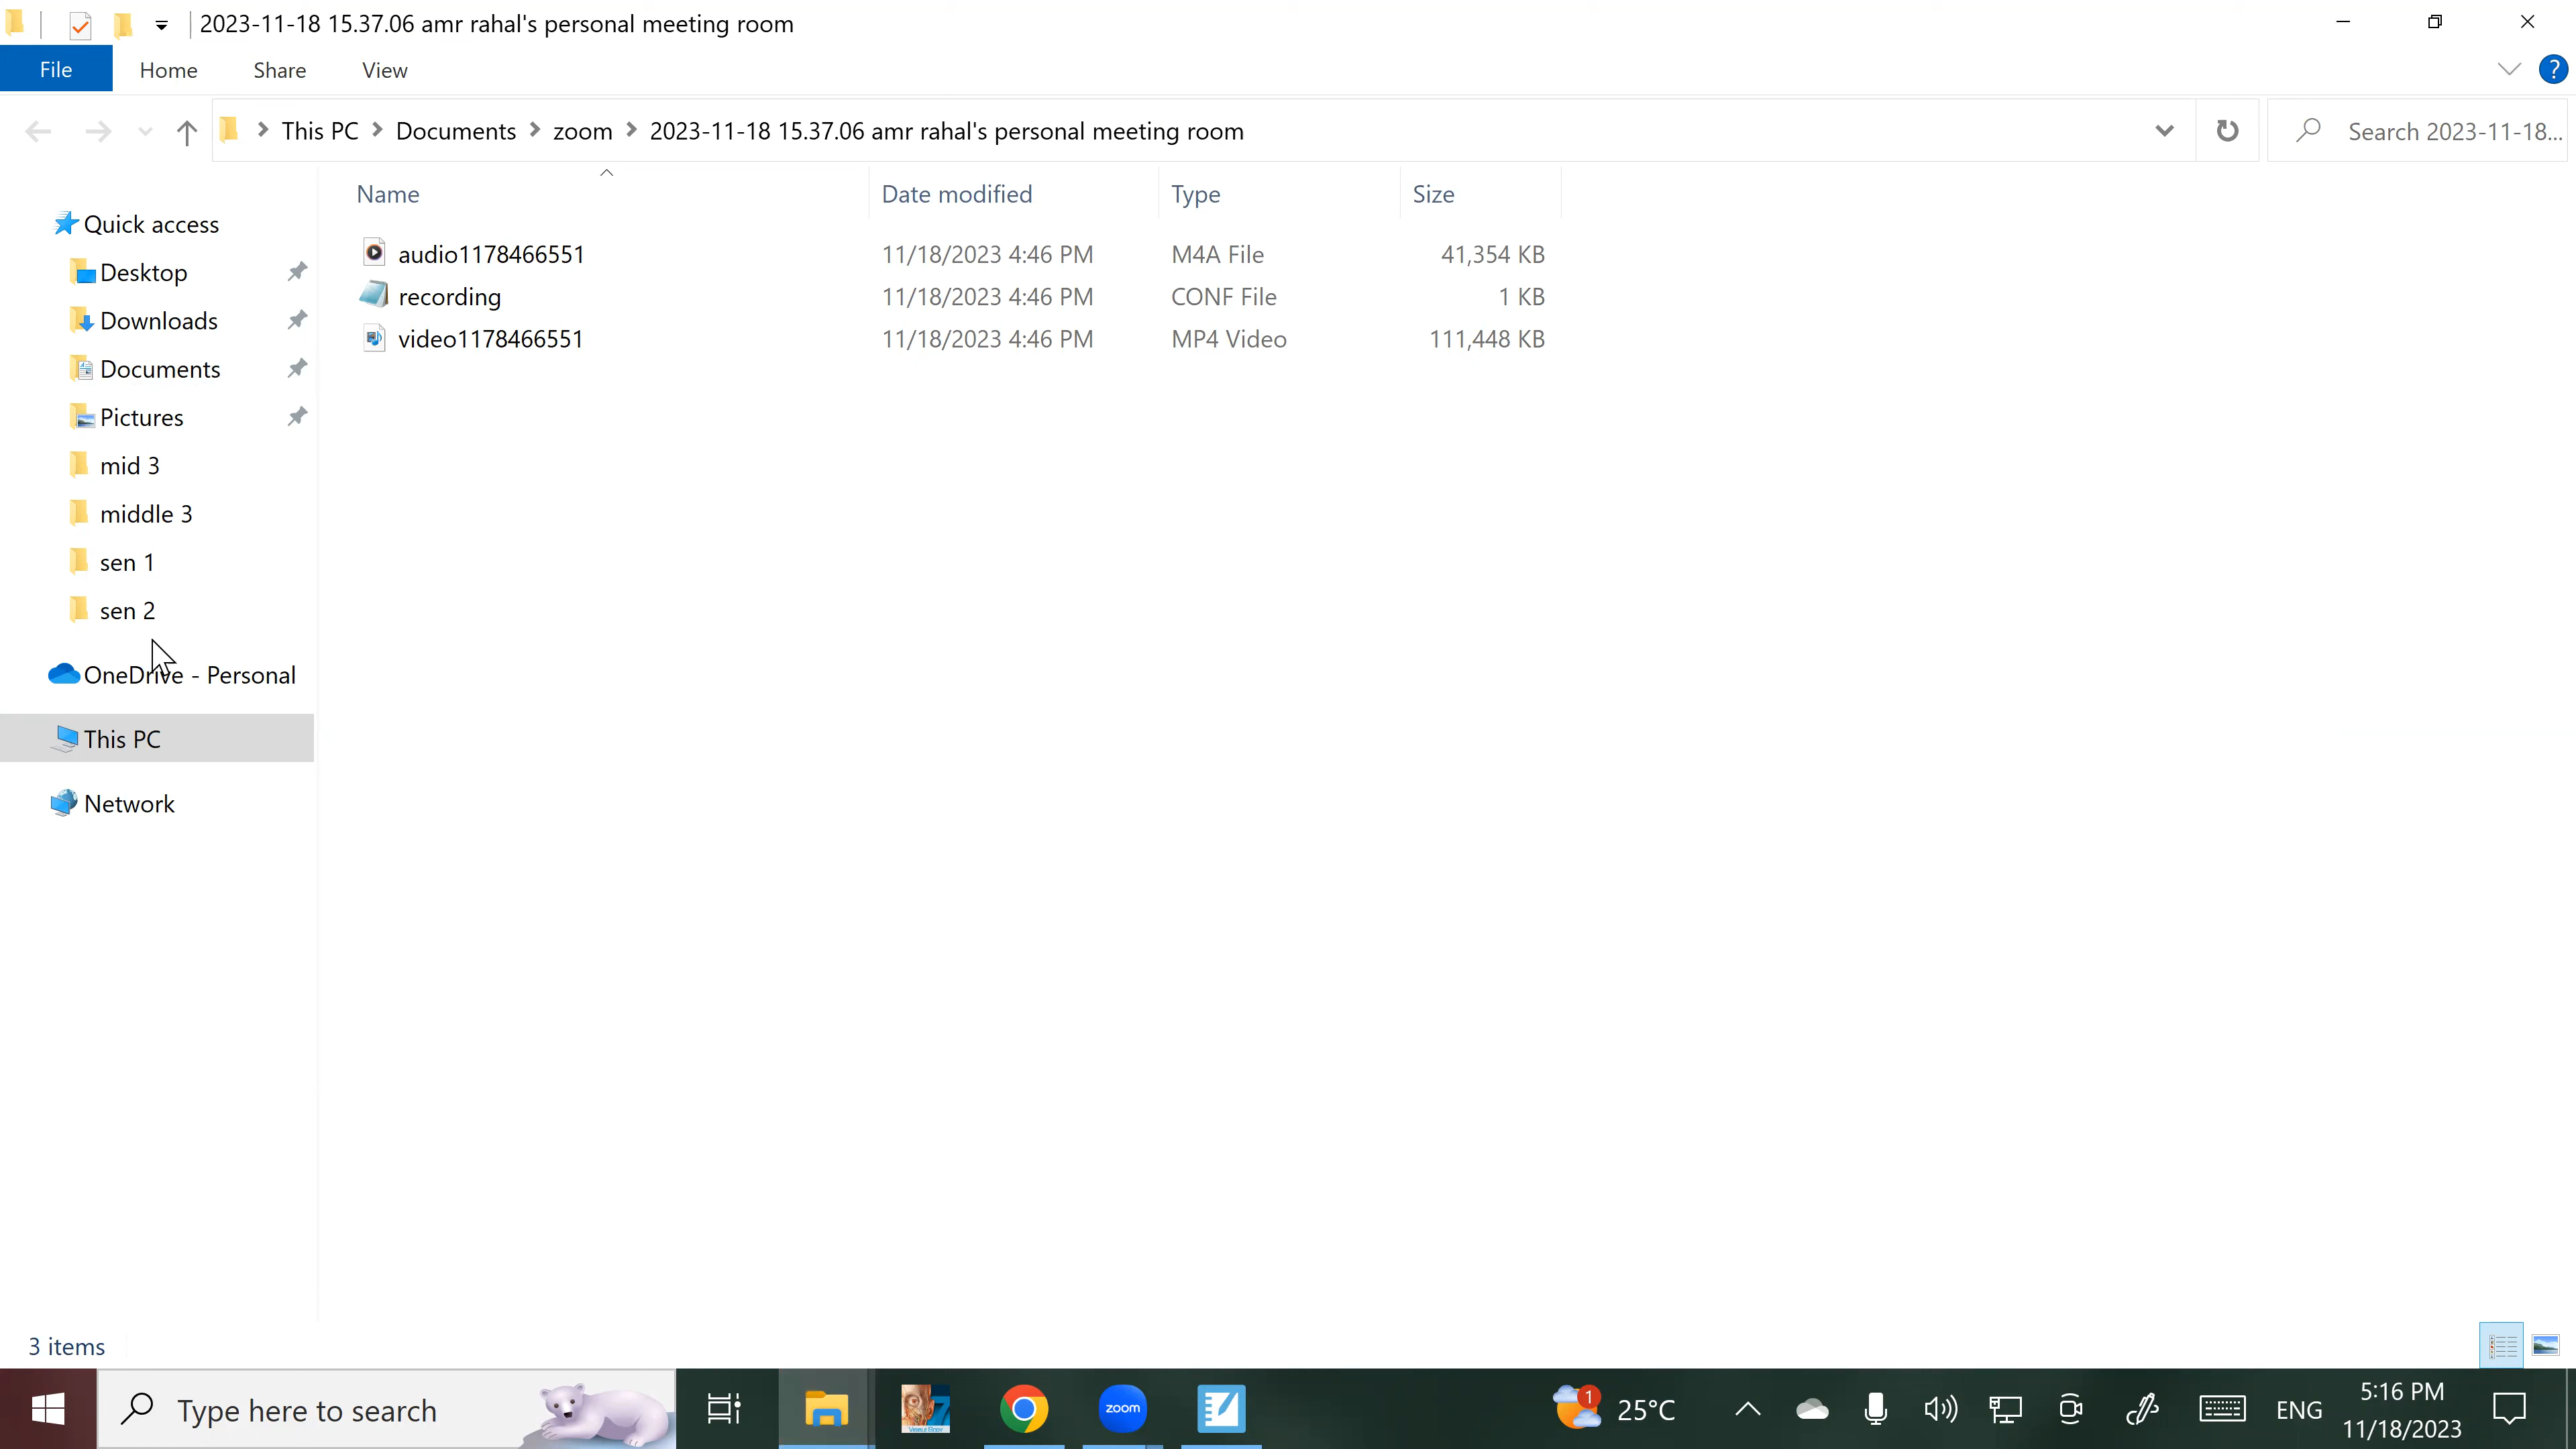 2023-11-18 15.37.06 amr rahal's personal meeting room
File Home Share View ?
This PC Documents zoom 2023-11-18 15.37.06 amr rahal's personal meeting room Search 2023-11-18...
Name Date modified Type Size
audio1178466551 11/18/2023 4:46 PM M4A File 41,354 KB
recording 11/18/2023 4:46 PM CONF File 1 KB
video1178466551 11/18/2023 4:46 PM MP4 Video 111,448 KB
Quick access
Desktop
Downloads
Documents
Pictures
mid 3
middle 3
sen 1
sen 2
OneDrive - Personal
This PC
Network
3 items
Type here to search 7 zoom 1 25°C ENG 5:16 PM
11/18/2023